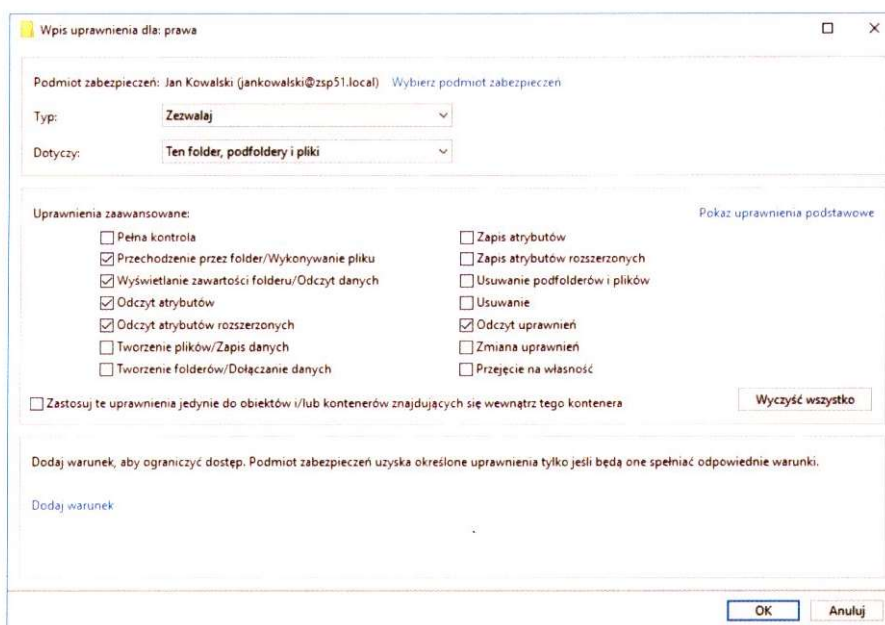 Wpis uprawnienia dla: prawa
Podmiot zabezpieczeń: Jan Kowalski (jankowalski@zsp51.local) Wybierz podmiot zabezpieczeń
Typ: Zezwalaj
Dotyczy: Ten folder, podfoldery i pliki
Uprawnienia zaawansowane: Pokaz uprawnienia podstawowe
Pełna kontrola Zapis atrybutów
Przechodzenie przez folder/Wykonywanie pliku Zapis atrybutów rozszerzonych
Wyświetlanie zawartości folderu/Odczyt danych Usuwanie podfolderów i plików
Odczyt atrybutów Usuwanie
Odczyt atrybutów rozszerzonych Odczyt uprawnień
Tworzenie plików/Zapis danych Zmiana uprawnień
Tworzenie folderów/Dołączanie danych Przejęcie na własność
Zastosuj te uprawnienia jedynie do obiektów i/lub kontenerów znajdujących się wewnątrz tego kontenera Wyczyść wszystko
Dodaj warunek, aby ograniczyć dostęp. Podmiot zabezpieczeń uzyska określone uprawnienia tylko jeśli będą one spełniać odpowiednie warunki.
Dodaj warunek
OK Anuluj